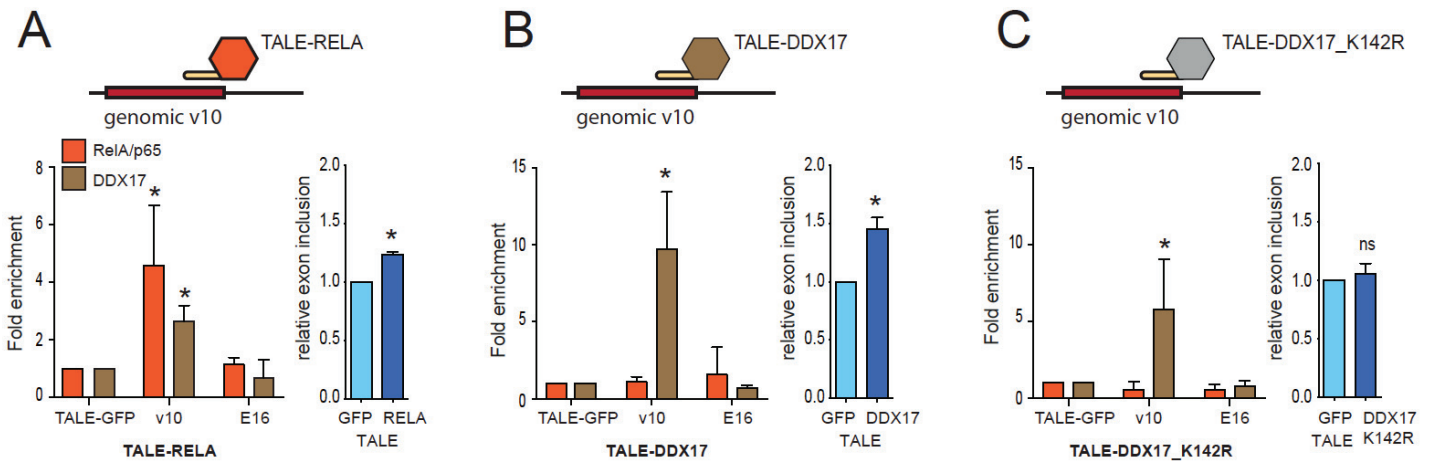 A
TALE-RELA
genomic v10
RelA/p65
DDX17
Fold enrichment
8
6
4
2
0
*
*
TALE-GFP
v10
E16
TALE-RELA
relative exon inclusion
2.0
1.5
1.0
0.5
0.0
*
GFP RELA
TALE
B
TALE-DDX17
genomic v10
Fold enrichment
15
10
5
0
*
TALE-GFP
v10
E16
TALE-DDX17
relative exon inclusion
2.0
1.5
1.0
0.5
0.0
*
GFP DDX17
TALE
C
TALE-DDX17_K142R
genomic v10
Fold enrichment
15
10
5
0
*
TALE-GFP
v10
E16
TALE-DDX17_K142R
relative exon inclusion
2.0
1.5
1.0
0.5
0.0
ns
GFP DDX17
TALE K142R